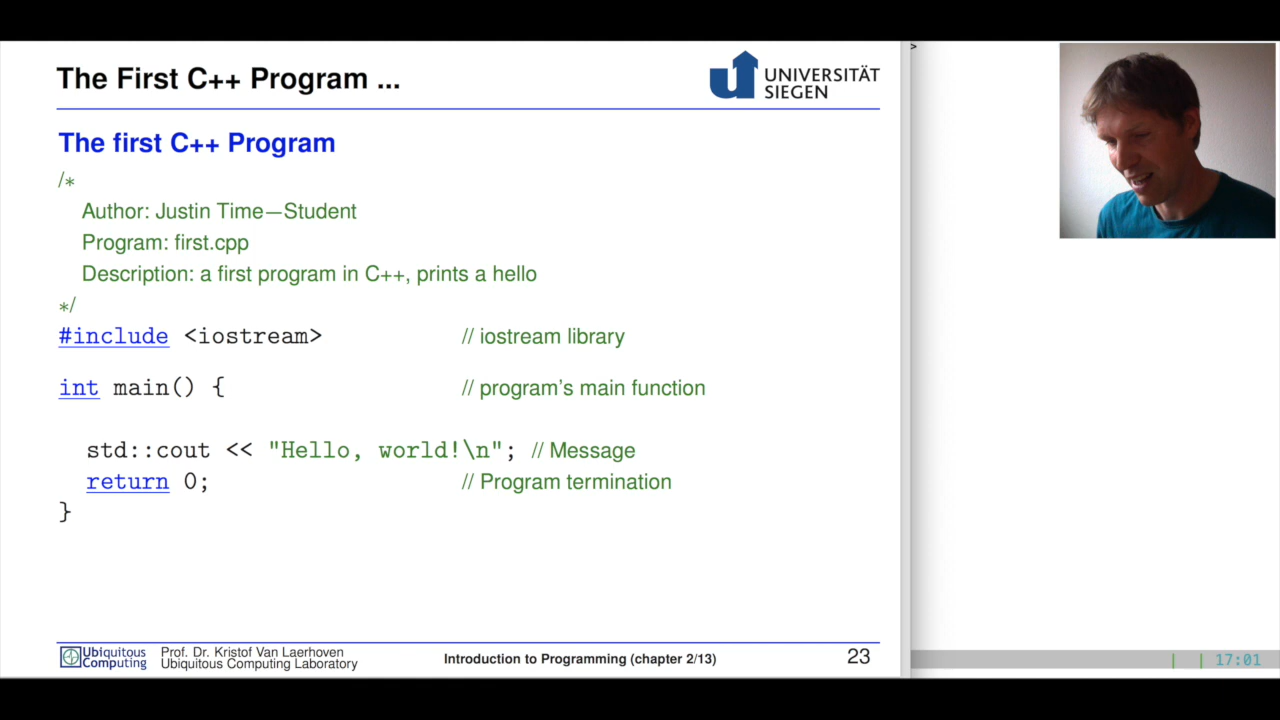 The First C++ Program ...
UNIVERSITÄT
SIEGEN
The first C++ Program
/*
Author: Justin Time—Student
Program: first.cpp
Description: a first program in C++, prints a hello
*/
#include <iostream> // iostream library
int main() { // program's main function
std::cout << "Hello, world!\n"; // Message
return 0; // Program termination
}
>
Ubiquitous
Computing
Prof. Dr. Kristof Van Laerhoven
Ubiquitous Computing Laboratory
Introduction to Programming (chapter 2/13)
23
| | 17:01